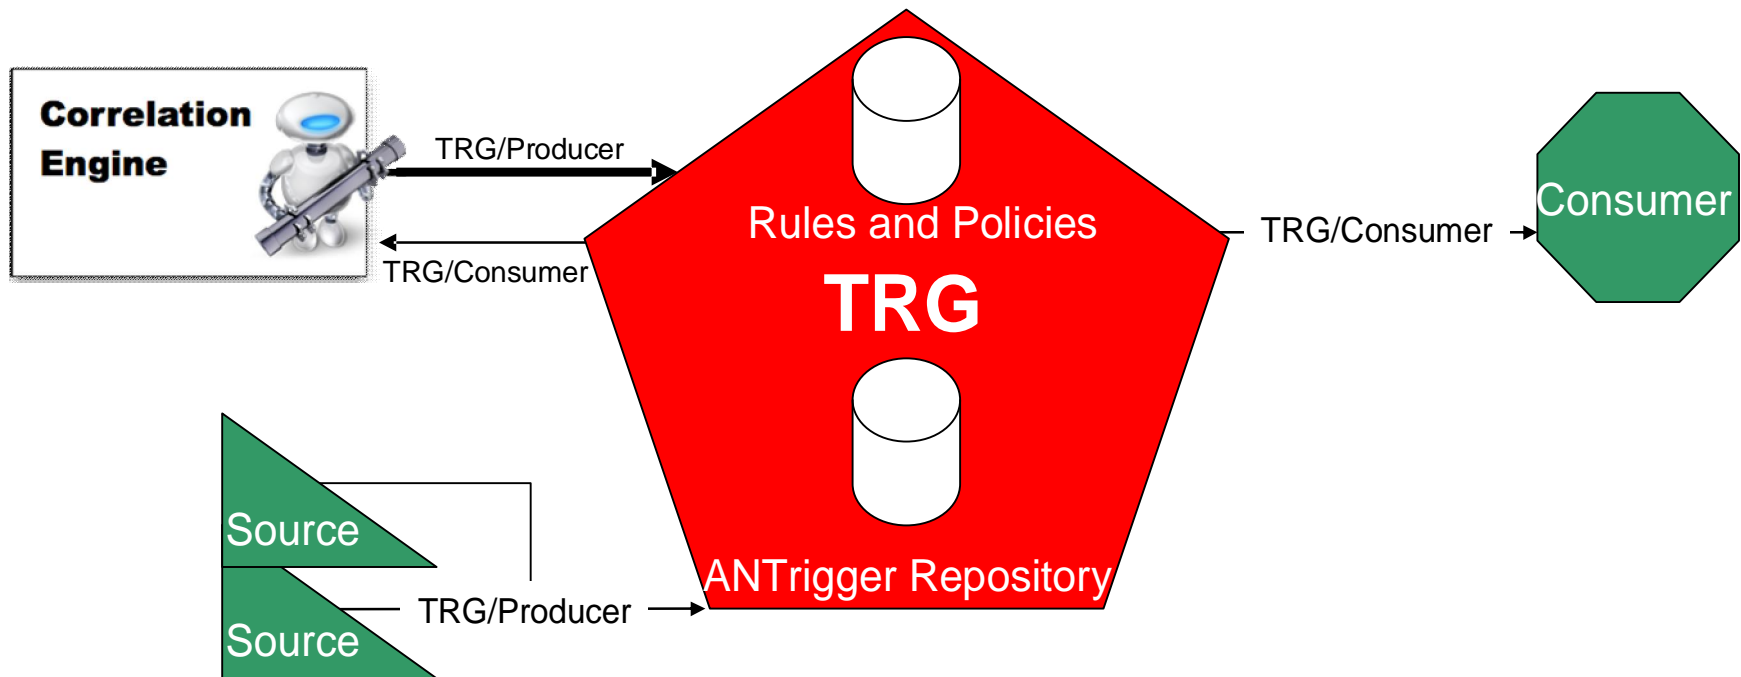 Correlation
Engine
TRG/Producer
TRG/Consumer
Rules and Policies
TRG
ANTrigger Repository
TRG/Consumer
Consumer
Source
Source
TRG/Producer